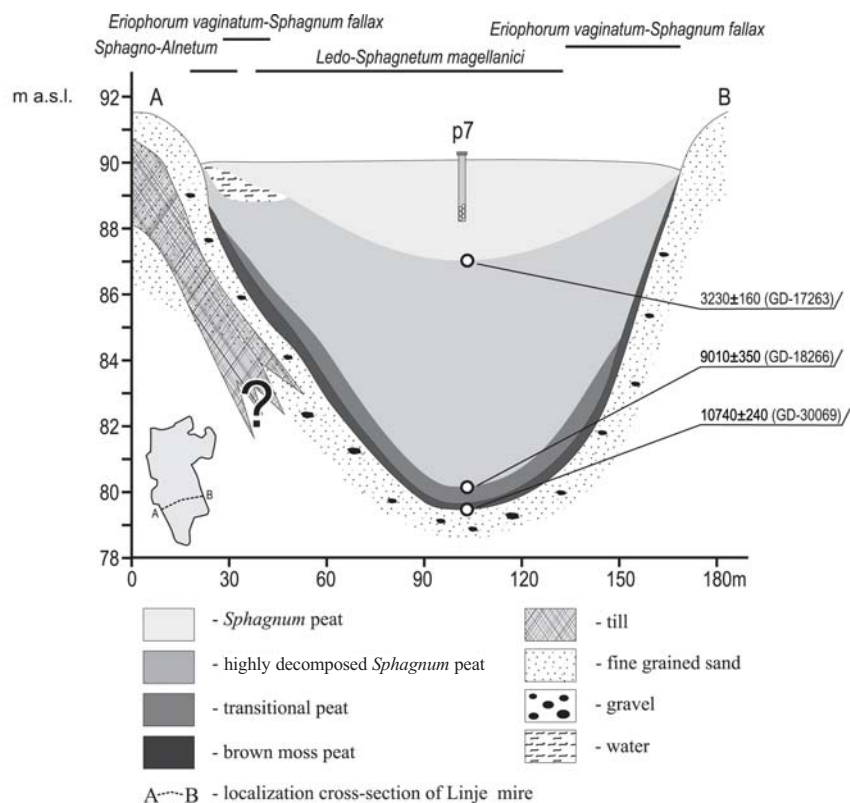 Eriophorum vaginatum-Sphagnum fallax
Eriophorum vaginatum-Sphagnum fallax
Sphagno-Alnetum
Ledo-Sphagnetum magellanici
m a.s.l.
92
A
B
p7
90
88
86
3230±160 (GD-17263)
84
9010±350 (GD-18266)
?
82
10740±240 (GD-30069)
80
A
B
78
0
30
60
90
120
150
180m
- Sphagnum peat
- till
- highly decomposed Sphagnum peat
- fine grained sand
- transitional peat
- gravel
- brown moss peat
- water
A----B - localization cross-section of Linje mire